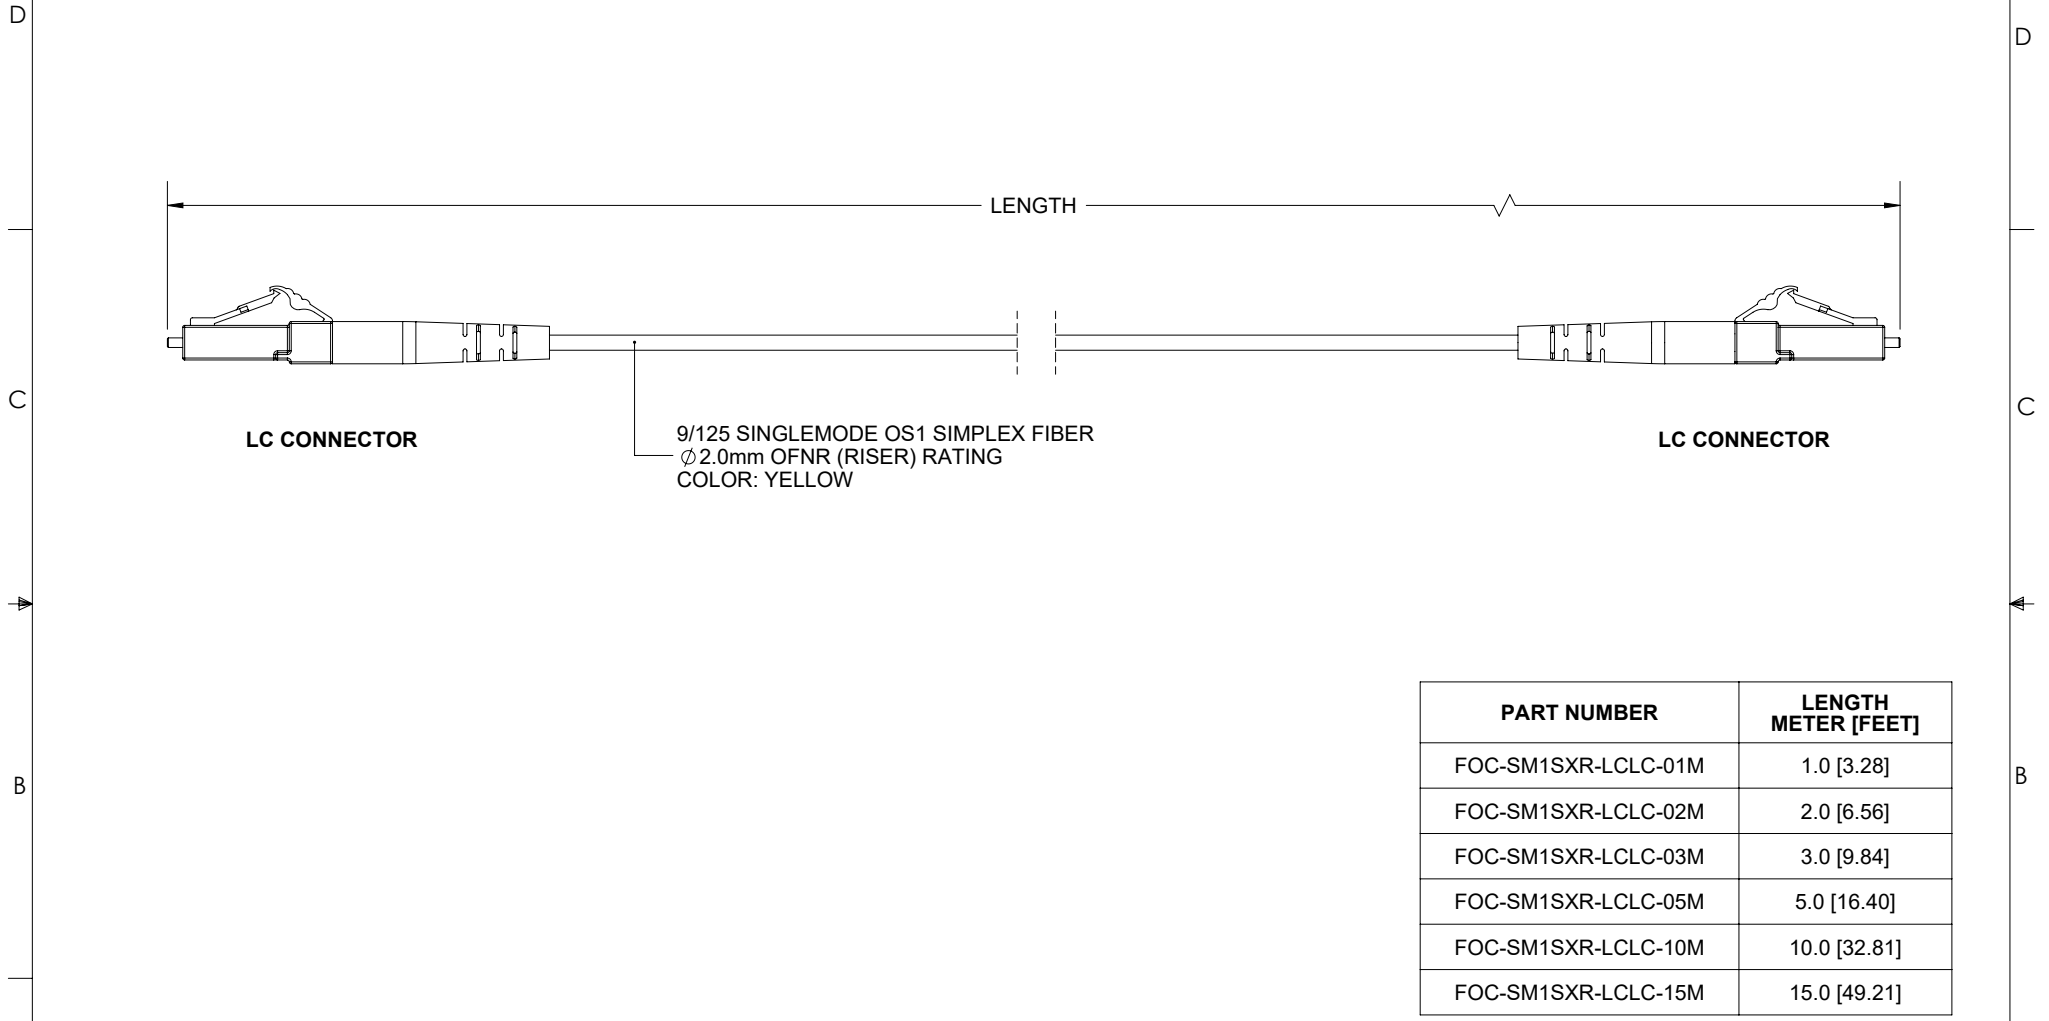 D
D
LENGTH
C
C
LC CONNECTOR
9/125 SINGLEMODE OS1 SIMPLEX FIBER
∅2.0mm OFNR (RISER) RATING
COLOR: YELLOW
LC CONNECTOR
B
B
PART NUMBER
LENGTH
METER [FEET]
FOC-SM1SXR-LCLC-01M 1.0 [3.28]
FOC-SM1SXR-LCLC-02M 2.0 [6.56]
FOC-SM1SXR-LCLC-03M 3.0 [9.84]
FOC-SM1SXR-LCLC-05M 5.0 [16.40]
FOC-SM1SXR-LCLC-10M 10.0 [32.81]
FOC-SM1SXR-LCLC-15M 15.0 [49.21]